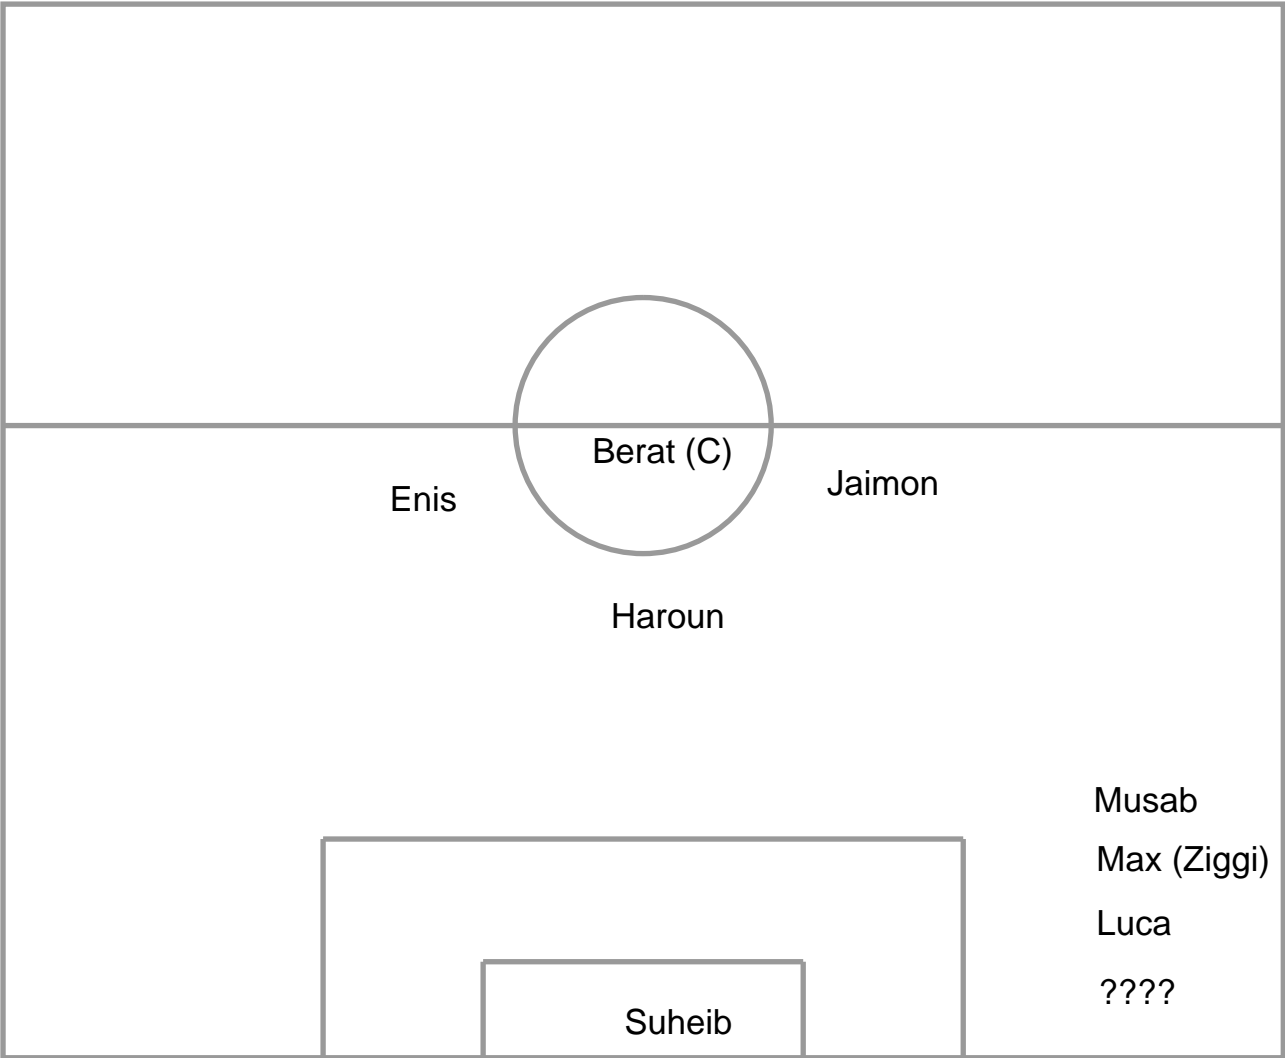 Berat (C)
Jaimon
Enis
Haroun
Musab
Max (Ziggi)
Luca
????
Suheib